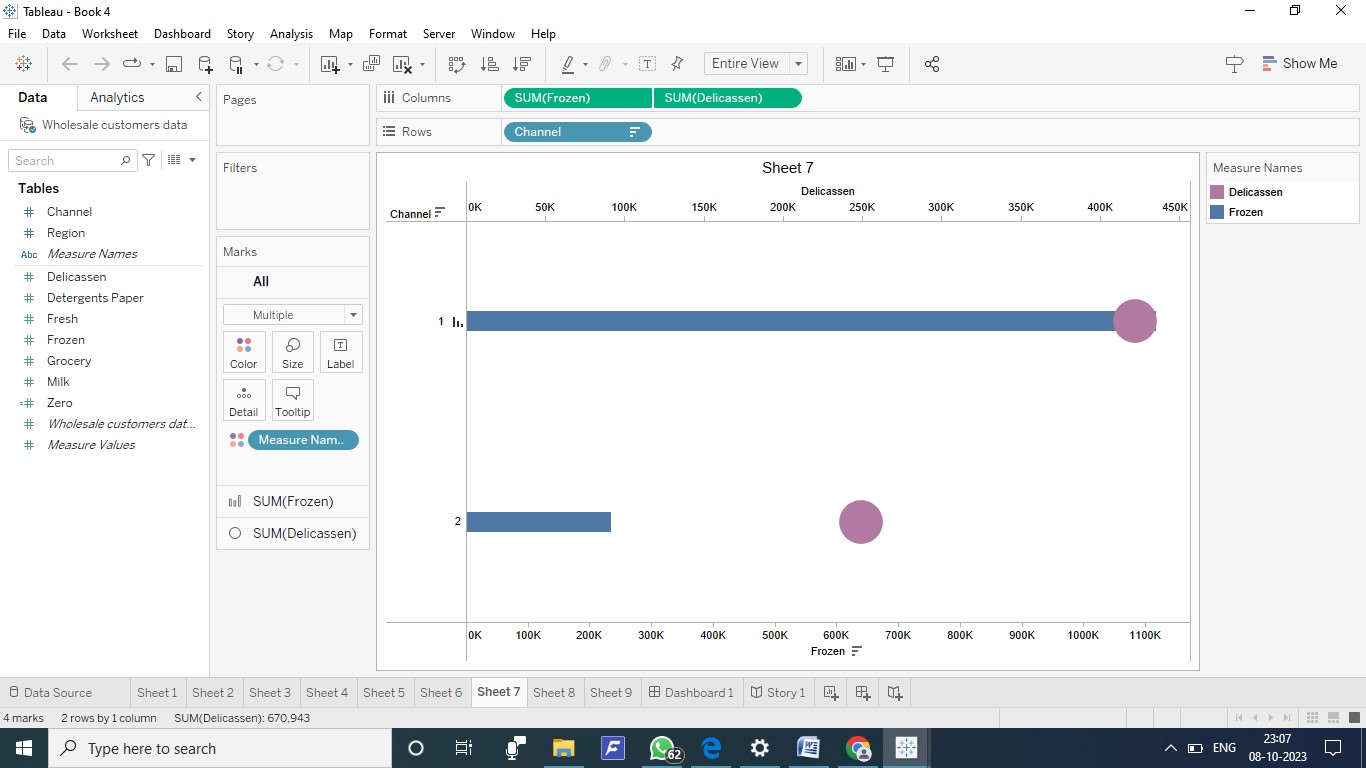 Tableau - Book 4
File Data Worksheet Dashboard Story Analysis Map Format Server Window Help
Entire View
Show Me
Data Analytics
Wholesale customers data
Search
Tables
Channel
Region
Abc Measure Names
Delicassen
Detergents Paper
Fresh
Frozen
Grocery
Milk
Zero
Wholesale customers dat...
Measure Values
Pages
Filters
Marks
All
Multiple
Color Size Label
Detail Tooltip
Measure Nam..
SUM(Frozen)
SUM(Delicassen)
Columns SUM(Frozen) SUM(Delicassen)
Rows Channel
Sheet 7
Delicassen
Channel 0K 50K 100K 150K 200K 250K 300K 350K 400K 450K
1
2
0K 100K 200K 300K 400K 500K 600K 700K 800K 900K 1000K 1100K
Frozen
Measure Names
Delicassen
Frozen
Data Source Sheet 1 Sheet 2 Sheet 3 Sheet 4 Sheet 5 Sheet 6 Sheet 7 Sheet 8 Sheet 9 Dashboard 1 Story 1
4 marks 2 rows by 1 column SUM(Delicassen): 670,943
Type here to search
62
ENG
23:07
08-10-2023